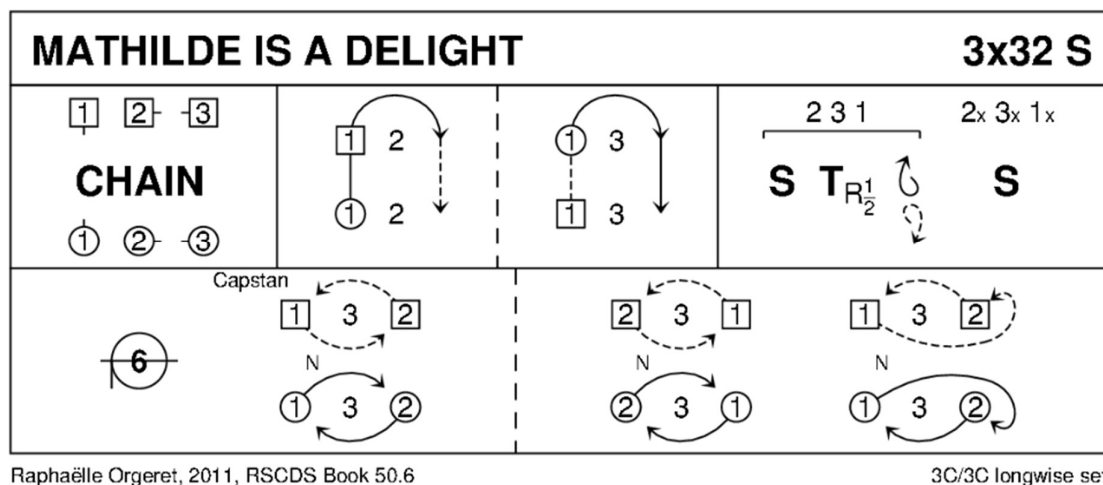 MATHILDE IS A DELIGHT 3x32 S
1 2 3
CHAIN
1 2 3
1 2
1 2
1 3
1 3
2 3 1
S T R½
2x 3x 1x
S
6
Capstan
1 3 2
N
1 3 2
2 3 1
N
2 3 1
1 3 2
N
1 3 2
Raphaëlle Orgeret, 2011, RSCDS Book 50.6 3C/3C longwise set